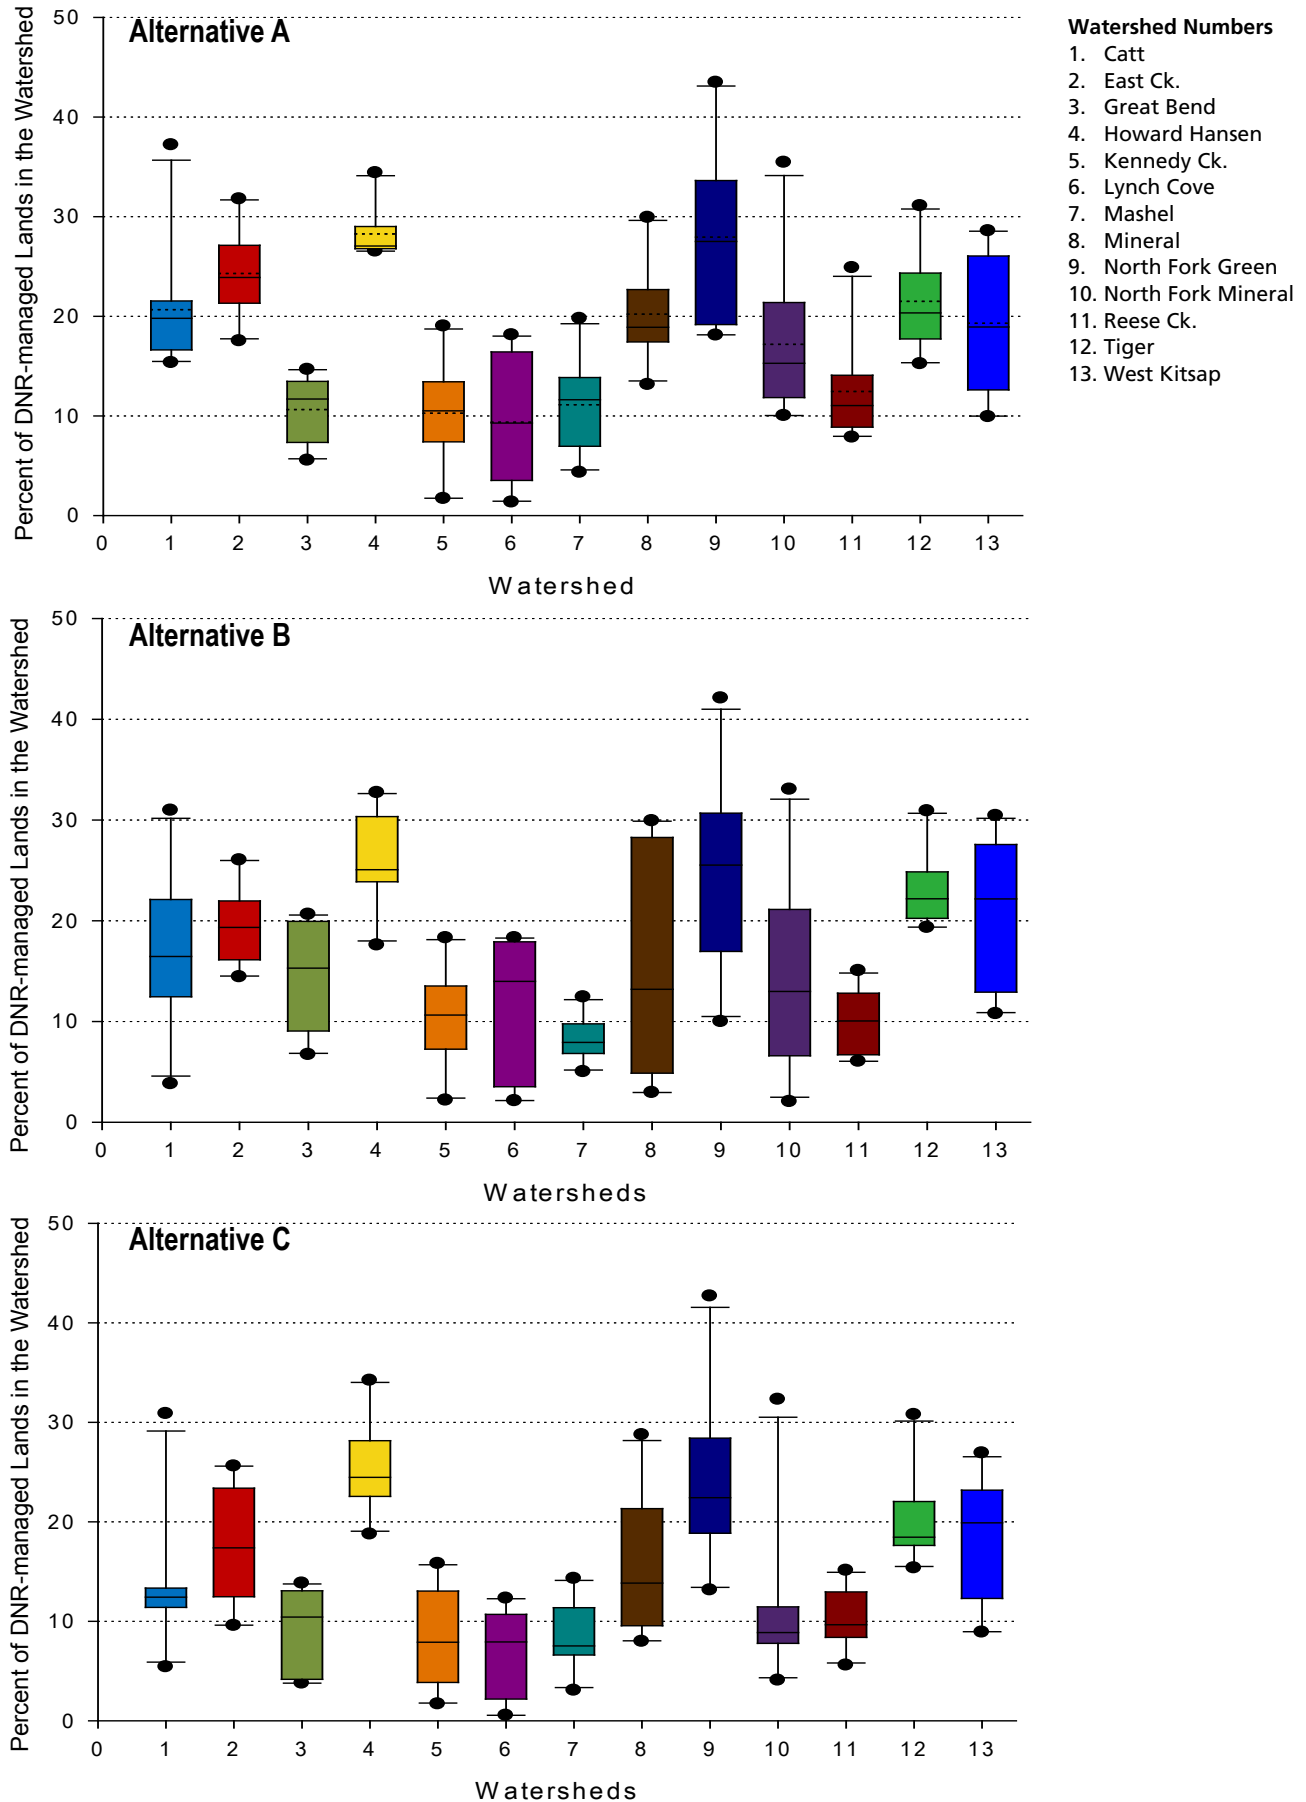 Alternative A
Percent of DNR-managed Lands in the Watershed
50
40
30
20
10
0
0 1 2 3 4 5 6 7 8 9 10 11 12 13
Watershed
Watershed Numbers
1. Catt
2. East Ck.
3. Great Bend
4. Howard Hansen
5. Kennedy Ck.
6. Lynch Cove
7. Mashel
8. Mineral
9. North Fork Green
10. North Fork Mineral
11. Reese Ck.
12. Tiger
13. West Kitsap
Alternative B
Percent of DNR-managed Lands in the Watershed
50
40
30
20
10
0
0 1 2 3 4 5 6 7 8 9 10 11 12 13
Watersheds
Alternative C
Percent of DNR-managed Lands in the Watershed
50
40
30
20
10
0
0 1 2 3 4 5 6 7 8 9 10 11 12 13
Watersheds